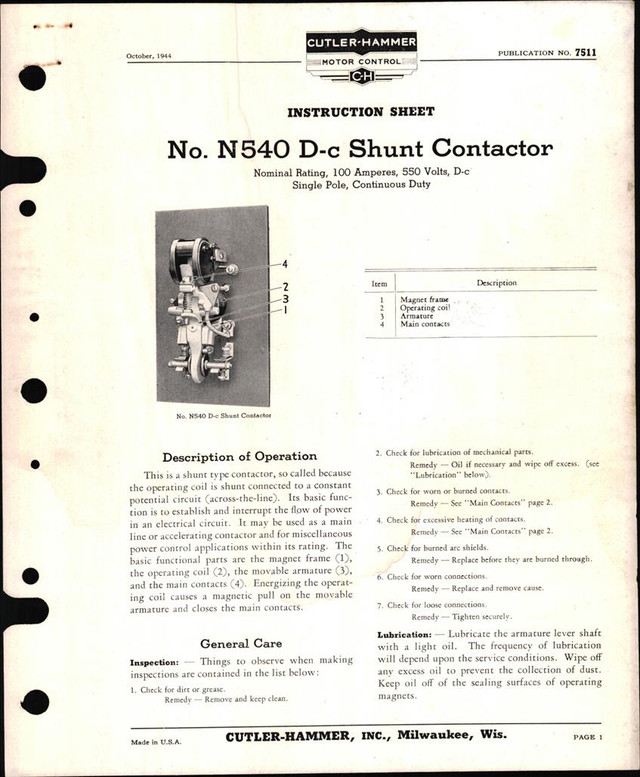 October, 1944
CUTLER-HAMMER
MOTOR CONTROL
C-H
PUBLICATION NO. 7511
INSTRUCTION SHEET
No. N540 D-c Shunt Contactor
Nominal Rating, 100 Amperes, 550 Volts, D-c
Single Pole, Continuous Duty
4
2
3
1
No. N540 D-c Shunt Contactor
Item Description
1 Magnet frame
2 Operating coil
3 Armature
4 Main contacts
Description of Operation
This is a shunt type contactor, so called because
the operating coil is shunt connected to a constant
potential circuit (across-the-line). Its basic func-
tion is to establish and interrupt the flow of power
in an electrical circuit. It may be used as a main
line or accelerating contactor and for miscellaneous
power control applications within its rating. The
basic functional parts are the magnet frame (1),
the operating coil (2), the movable armature (3),
and the main contacts (4). Energizing the operat-
ing coil causes a magnetic pull on the movable
armature and closes the main contacts.
General Care
Inspection: — Things to observe when making
inspections are contained in the list below:
1. Check for dirt or grease.
Remedy — Remove and keep clean.
2. Check for lubrication of mechanical parts.
Remedy — Oil if necessary and wipe off excess. (see
"Lubrication" below).
3. Check for worn or burned contacts.
Remedy — See "Main Contacts" page 2.
4. Check for excessive heating of contacts.
Remedy — See "Main Contacts" page 2.
5. Check for burned arc shields.
Remedy — Replace before they are burned through.
6. Check for worn connections.
Remedy — Replace and remove cause.
7. Check for loose connections.
Remedy — Tighten securely.
Lubrication: — Lubricate the armature lever shaft
with a light oil. The frequency of lubrication
will depend upon the service conditions. Wipe off
any excess oil to prevent the collection of dust.
Keep oil off of the sealing surfaces of operating
magnets.
Made in U.S.A.
CUTLER-HAMMER, INC., Milwaukee, Wis.
PAGE 1